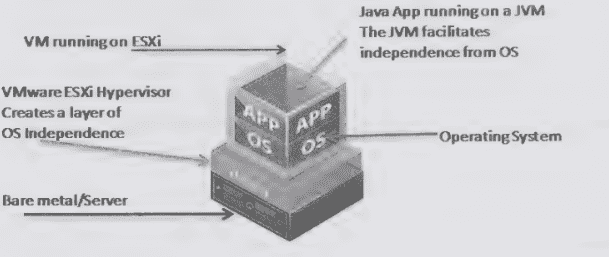 Java App running on a JVM
The JVM facilitates
independence from OS
VM running on ESXi
VMware ESXi Hypervisor
Creates a layer of
OS Independence
APP
OS
APP
OS
Operating System
Bare metal/Server